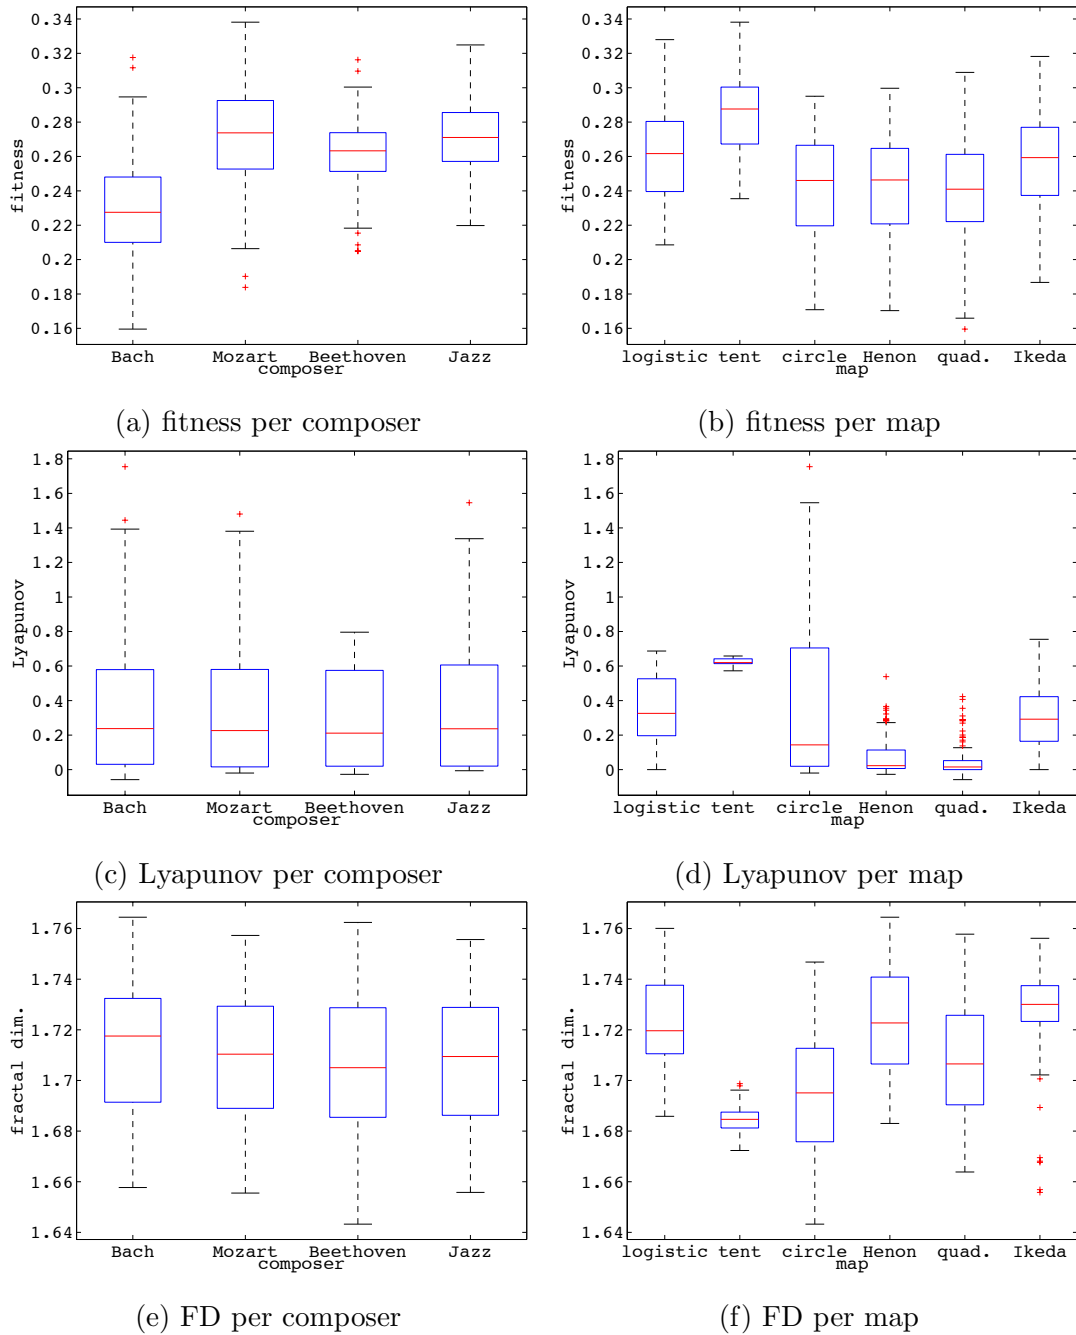 0.34
0.32
0.3
0.28
0.26
0.24
0.22
0.2
0.18
0.16
fitness
Bach Mozart Beethoven Jazz
composer
(a) fitness per composer
0.34
0.32
0.3
0.28
0.26
0.24
0.22
0.2
0.18
0.16
fitness
logistic tent circle Henon quad. Ikeda
map
(b) fitness per map
1.8
1.6
1.4
1.2
1
0.8
0.6
0.4
0.2
0
Lyapunov
Bach Mozart Beethoven Jazz
composer
(c) Lyapunov per composer
1.8
1.6
1.4
1.2
1
0.8
0.6
0.4
0.2
0
Lyapunov
logistic tent circle Henon quad. Ikeda
map
(d) Lyapunov per map
1.76
1.74
1.72
1.7
1.68
1.66
1.64
fractal dim.
Bach Mozart Beethoven Jazz
composer
(e) FD per composer
1.76
1.74
1.72
1.7
1.68
1.66
1.64
fractal dim.
logistic tent circle Henon quad. Ikeda
map
(f) FD per map